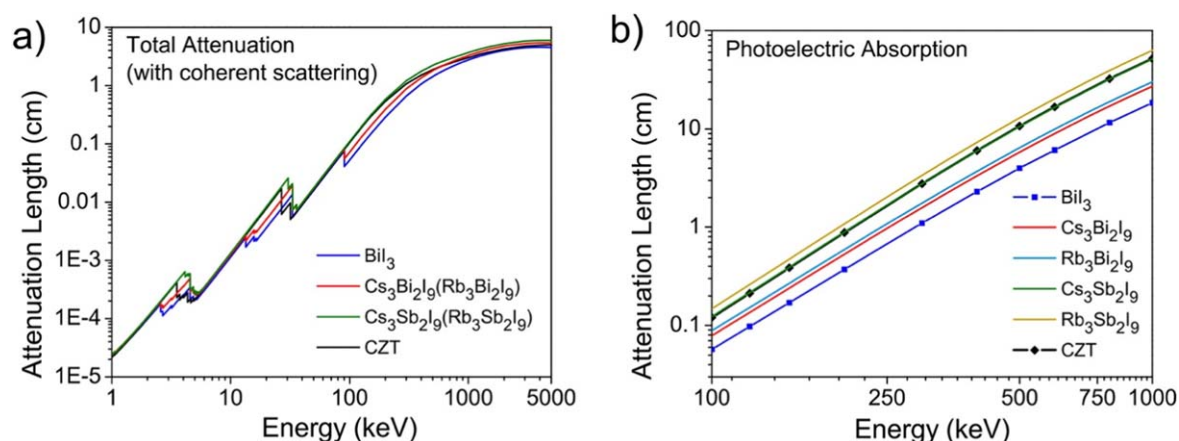 a)
Total Attenuation
(with coherent scattering)
Attenuation Length (cm)
10
1
0.1
0.01
1E-3
1E-4
1E-5
BiI3
Cs3Bi2I9(Rb3Bi2I9)
Cs3Sb2I9(Rb3Sb2I9)
CZT
1 10 100 1000 5000
Energy (keV)
b)
Photoelectric Absorption
Attenuation Length (cm)
100
10
1
0.1
BiI3
Cs3Bi2I9
Rb3Bi2I9
Cs3Sb2I9
Rb3Sb2I9
CZT
100 250 500 750 1000
Energy (keV)